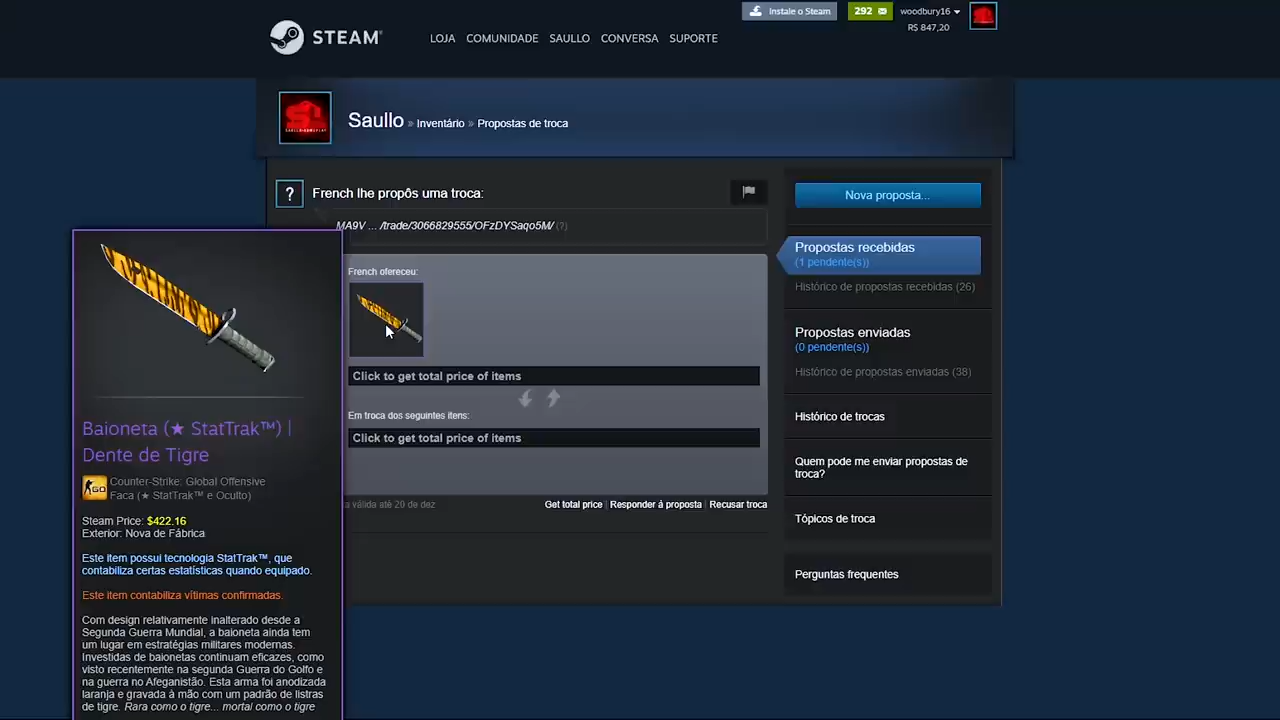 Instale o Steam
292
woodbury16
R$ 847,20
STEAM
LOJA COMUNIDADE SAULLO CONVERSA SUPORTE
Saullo » Inventário » Propostas de troca
? French lhe propôs uma troca:
MA9V ... /trade/3066829555/OFzDYSaqo5M/ (?)
French ofereceu:
Click to get total price of items
Em troca dos seguintes itens:
Click to get total price of items
válida até 20 de dez
Get total price | Responder à proposta | Recusar troca
Nova proposta...
Propostas recebidas
(1 pendente(s))
Histórico de propostas recebidas (26)
Propostas enviadas
(0 pendente(s))
Histórico de propostas enviadas (38)
Histórico de trocas
Quem pode me enviar propostas de
troca?
Tópicos de troca
Perguntas frequentes
Baioneta (★ StatTrak™) |
Dente de Tigre
Counter-Strike: Global Offensive
Faca (★ StatTrak™ e Oculto)
Steam Price: $422.16
Exterior: Nova de Fábrica
Este item possui tecnologia StatTrak™, que
contabiliza certas estatísticas quando equipado.
Este item contabiliza vítimas confirmadas.
Com design relativamente inalterado desde a
Segunda Guerra Mundial, a baioneta ainda tem
um lugar em estratégias militares modernas.
Investidas de baionetas continuam eficazes, como
visto recentemente na segunda Guerra do Golfo e
na guerra no Afeganistão. Esta arma foi anodizada
laranja e gravada à mão com um padrão de listras
de tigre. Rara como o tigre... mortal como o tigre